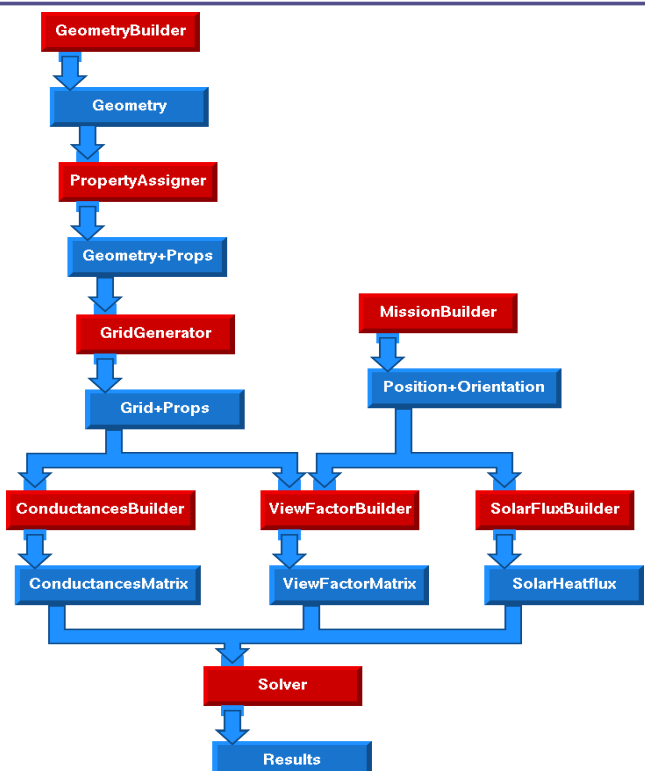 GeometryBuilder
Geometry
PropertyAssigner
Geometry+Props
GridGenerator
MissionBuilder
Grid+Props
Position+Orientation
ConductancesBuilder
ViewFactorBuilder
SolarFluxBuilder
ConductancesMatrix
ViewFactorMatrix
SolarHeatflux
Solver
Results